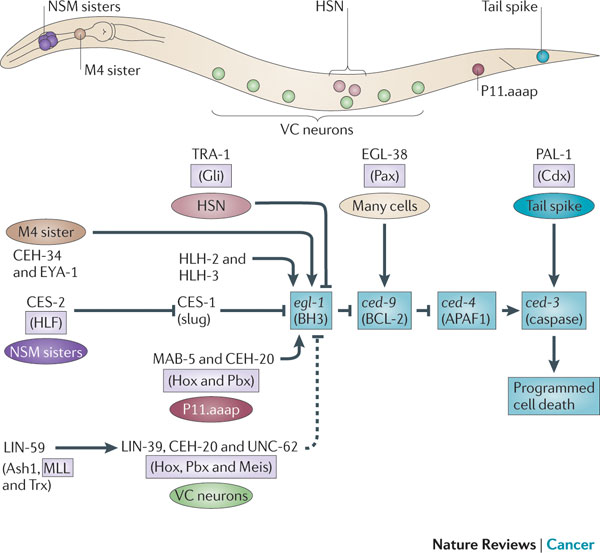 NSM sisters
HSN
Tail spike
M4 sister
P11.aaap
VC neurons
TRA-1
(Gli)
HSN
EGL-38
(Pax)
Many cells
PAL-1
(Cdx)
Tail spike
M4 sister
CEH-34
and EYA-1
HLH-2 and
HLH-3
CES-2
(HLF)
NSM sisters
CES-1
(slug)
egl-1
(BH3)
ced-9
(BCL-2)
ced-4
(APAF1)
ced-3
(caspase)
MAB-5 and CEH-20
(Hox and Pbx)
P11.aaap
Programmed
cell death
LIN-59
(Ash1, MLL
and Trx)
LIN-39, CEH-20 and UNC-62
(Hox, Pbx and Meis)
VC neurons
Nature Reviews | Cancer